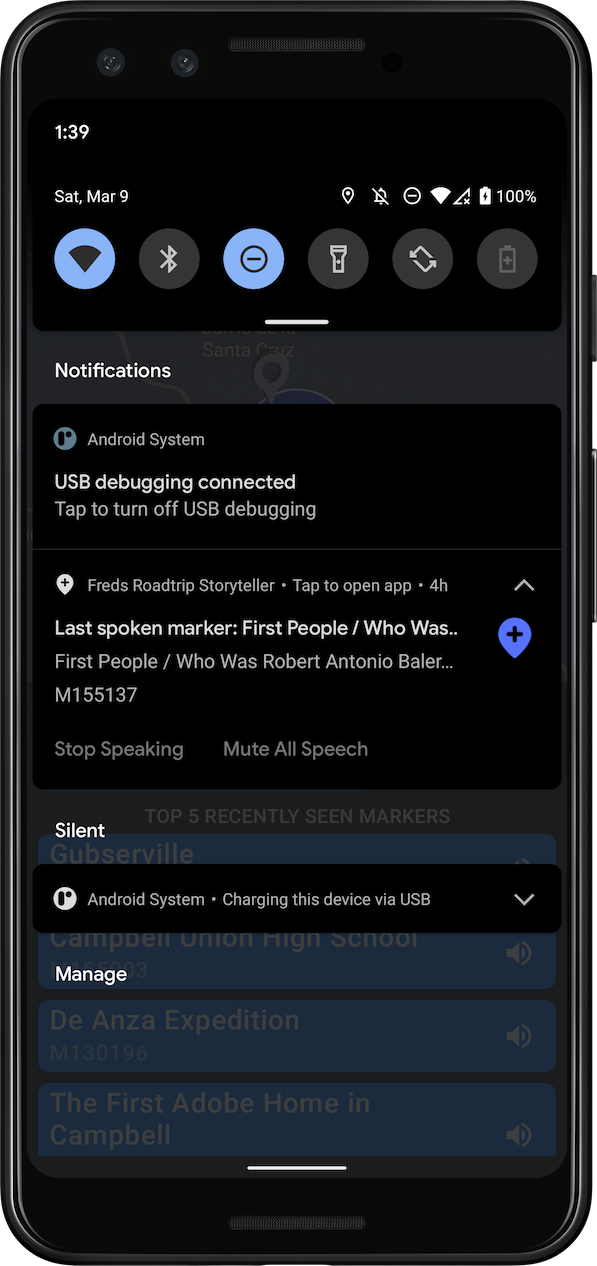 1:39
Sat, Mar 9
100%
Santa Cruz
Notifications
Android System
USB debugging connected
Tap to turn off USB debugging
Freds Roadtrip Storyteller • Tap to open app • 4h
Last spoken marker: First People / Who Was..
First People / Who Was Robert Antonio Baler...
M155137
Stop Speaking Mute All Speech
TOP 5 RECENTLY SEEN MARKERS
Silent
Gubserville
Android System • Charging this device via USB
Campbell Union High School
Manage
De Anza Expedition
M130196
The First Adobe Home in
Campbell